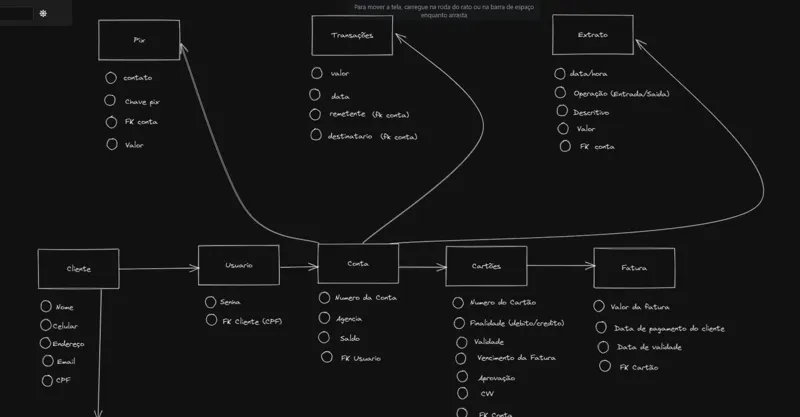 Para mover a tela, carregue na roda do rato ou na barra de espaço
enquanto arrasta
Pix
contato
Chave pix
FK conta
Valor
Transações
valor
data
remetente (Fk conta)
destinatario (Fk conta)
Extrato
data/hora
Operação (Entrada/Saida)
Descritivo
Valor
FK conta
Cliente
Nome
Celular
Endereço
Email
CPF
Usuario
Senha
FK Cliente (CPF)
Conta
Numero da Conta
Agencia
Saldo
FK Usuario
Cartões
Numero do Cartão
Finalidade (debito/credito)
Validade
Vencimento da Fatura
Aprovação
CVV
FK Conta
Fatura
Valor da fatura
Data de pagamento do cliente
Data de validade
FK Cartão